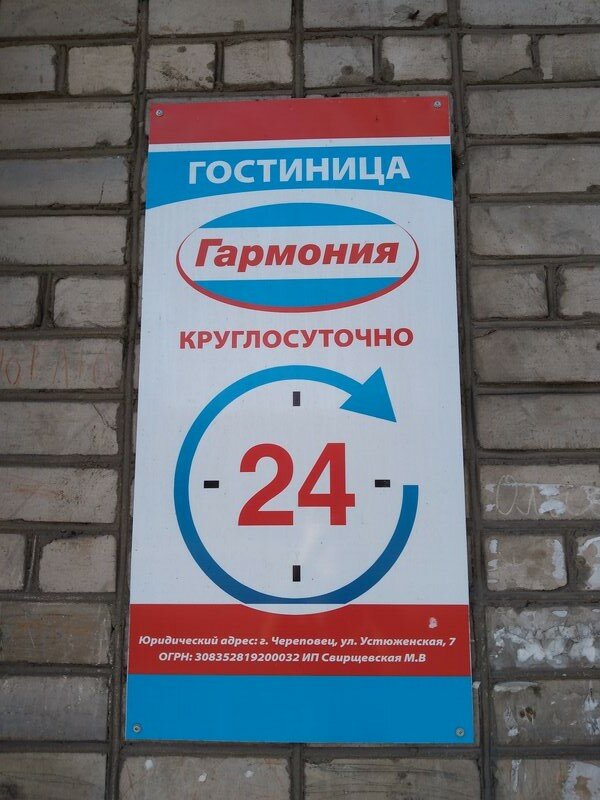 ГОСТИНИЦА
Гармония
КРУГЛОСУТОЧНО
24
Юридический адрес: г. Череповец, ул. Устюженская, 7
ОГРН: 308352819200032 ИП Свирщевская М.В